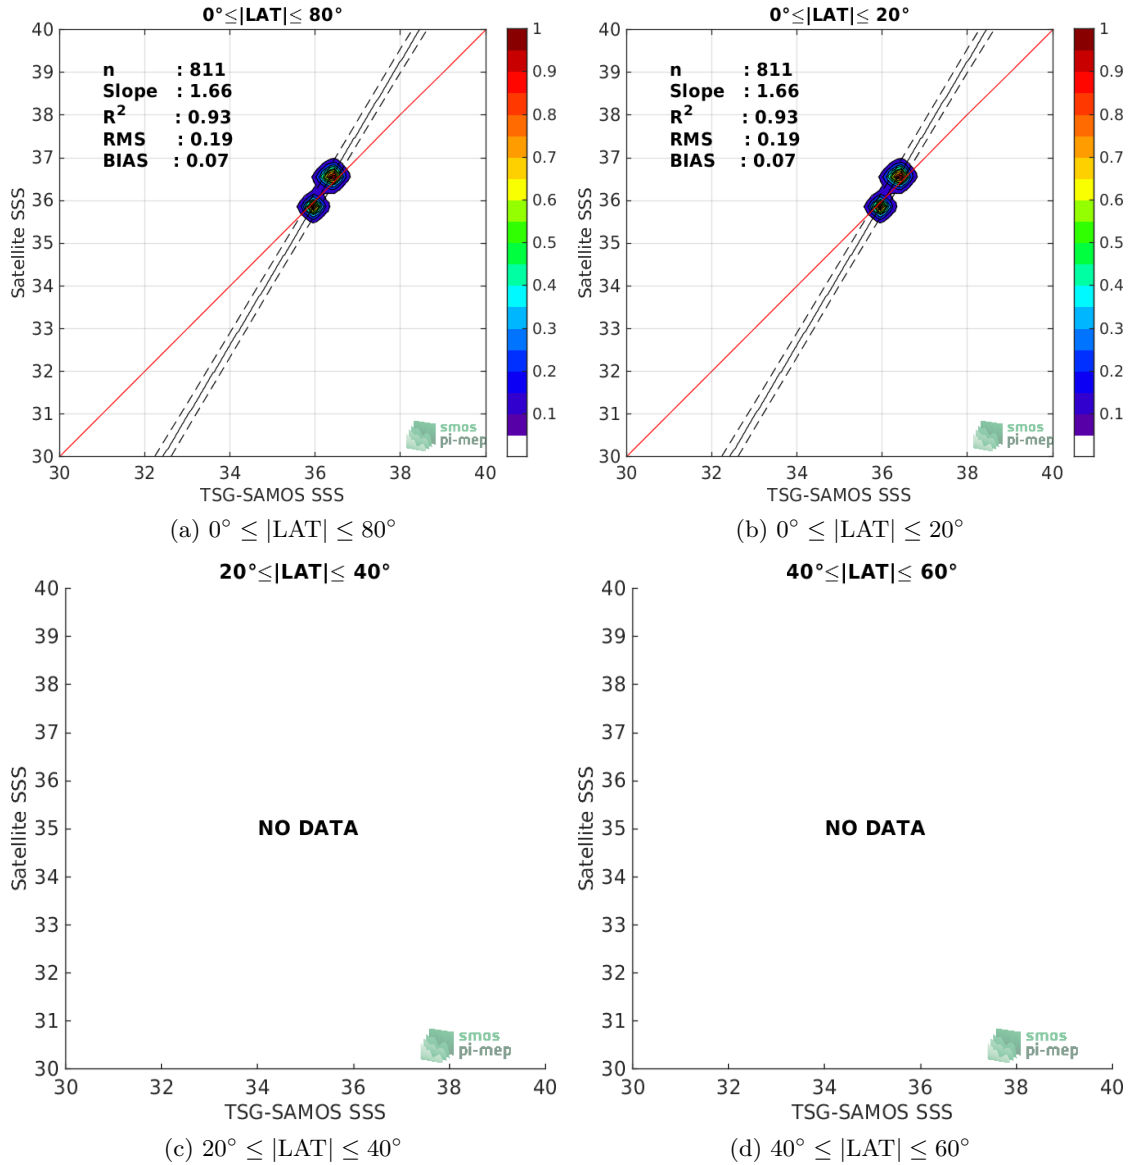 0°≤|LAT|≤ 80°
40
39
38
37
36
35
34
33
32
31
30
Satellite SSS
n : 811
Slope : 1.66
R² : 0.93
RMS : 0.19
BIAS : 0.07
smos
pi-mep
30 32 34 36 38 40
TSG-SAMOS SSS
1
0.9
0.8
0.7
0.6
0.5
0.4
0.3
0.2
0.1
(a) 0° ≤ |LAT| ≤ 80°
0°≤|LAT|≤ 20°
40
39
38
37
36
35
34
33
32
31
30
Satellite SSS
n : 811
Slope : 1.66
R² : 0.93
RMS : 0.19
BIAS : 0.07
smos
pi-mep
30 32 34 36 38 40
TSG-SAMOS SSS
1
0.9
0.8
0.7
0.6
0.5
0.4
0.3
0.2
0.1
(b) 0° ≤ |LAT| ≤ 20°
20°≤|LAT|≤ 40°
40
39
38
37
36
35
34
33
32
31
30
Satellite SSS
NO DATA
smos
pi-mep
30 32 34 36 38 40
TSG-SAMOS SSS
(c) 20° ≤ |LAT| ≤ 40°
40°≤|LAT|≤ 60°
40
39
38
37
36
35
34
33
32
31
30
Satellite SSS
NO DATA
smos
pi-mep
30 32 34 36 38 40
TSG-SAMOS SSS
(d) 40° ≤ |LAT| ≤ 60°